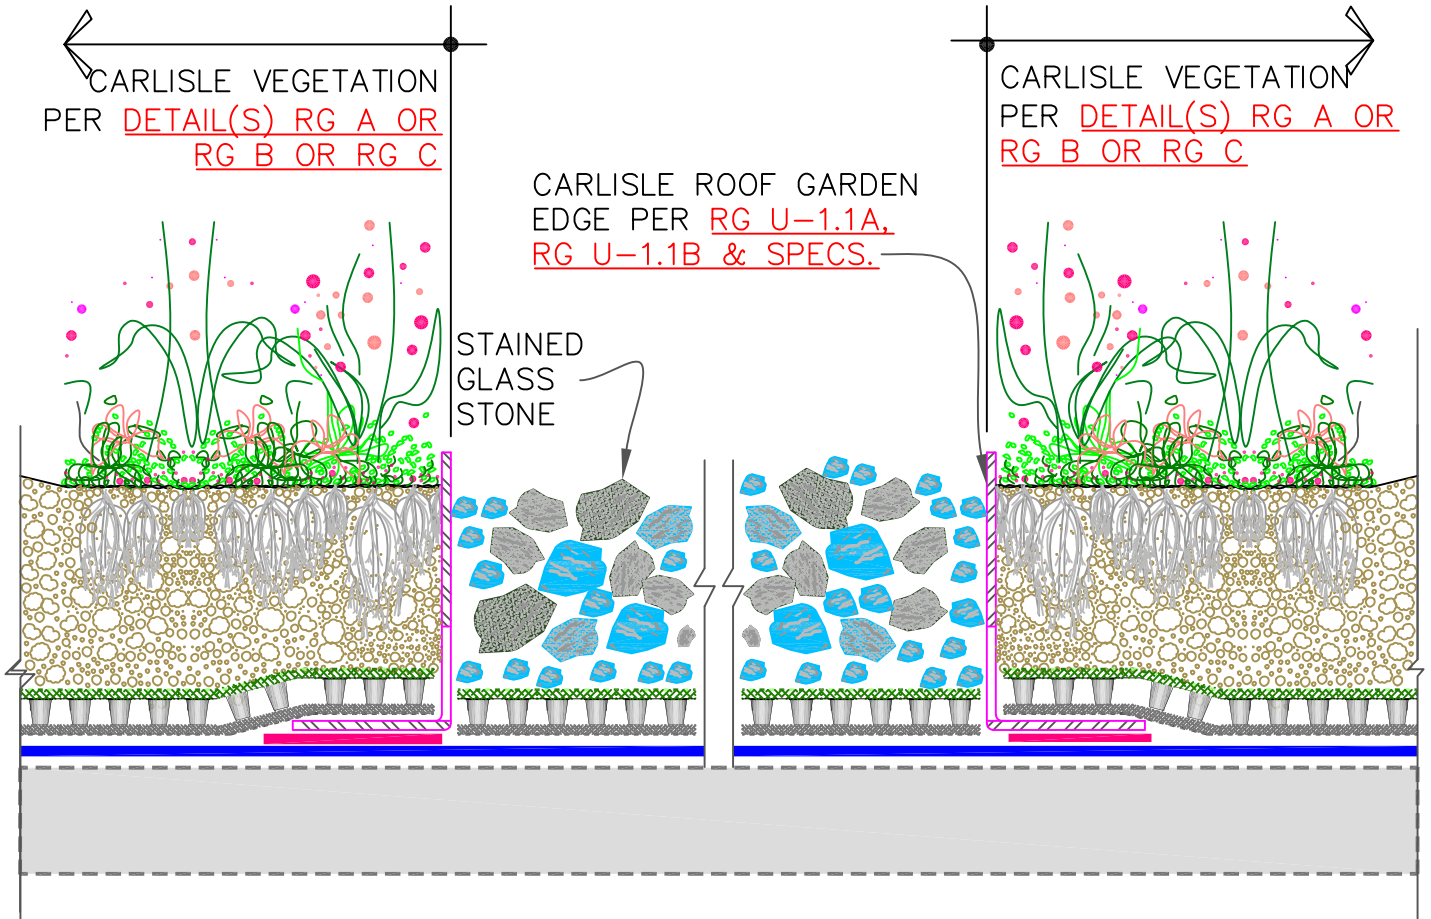 CARLISLE VEGETATION
PER DETAIL(S) RG A OR
RG B OR RG C
CARLISLE VEGETATION
PER DETAIL(S) RG A OR
RG B OR RG C
CARLISLE ROOF GARDEN
EDGE PER RG U-1.1A,
RG U-1.1B & SPECS.
STAINED
GLASS
STONE